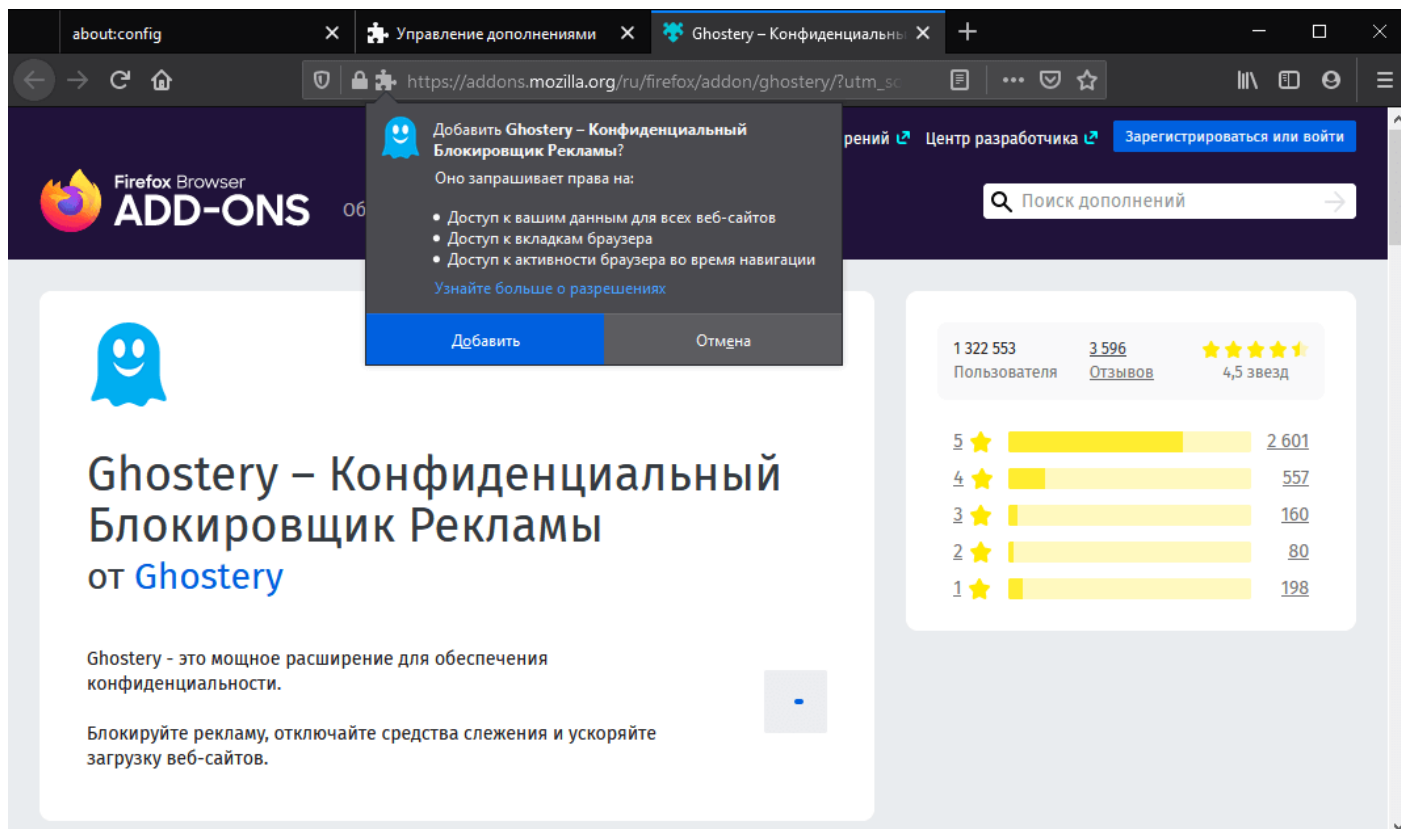 about:config
Управление дополнениями
Ghostery – Конфиденциальны
https://addons.mozilla.org/ru/firefox/addon/ghostery/?utm_sc
Добавить Ghostery – Конфиденциальный
Блокировщик Рекламы?
Оно запрашивает права на:
• Доступ к вашим данным для всех веб-сайтов
• Доступ к вкладкам браузера
• Доступ к активности браузера во время навигации
Узнайте больше о разрешениях
Добавить
Отмена
рений
Центр разработчика
Зарегистрироваться или войти
Firefox Browser
ADD-ONS
Об
Поиск дополнений
Ghostery – Конфиденциальный
Блокировщик Рекламы
от Ghostery
Ghostery - это мощное расширение для обеспечения
конфиденциальности.
Блокируйте рекламу, отключайте средства слежения и ускоряйте
загрузку веб-сайтов.
1 322 553
Пользователя
3 596
Отзывов
4,5 звезд
5 2 601
4 557
3 160
2 80
1 198